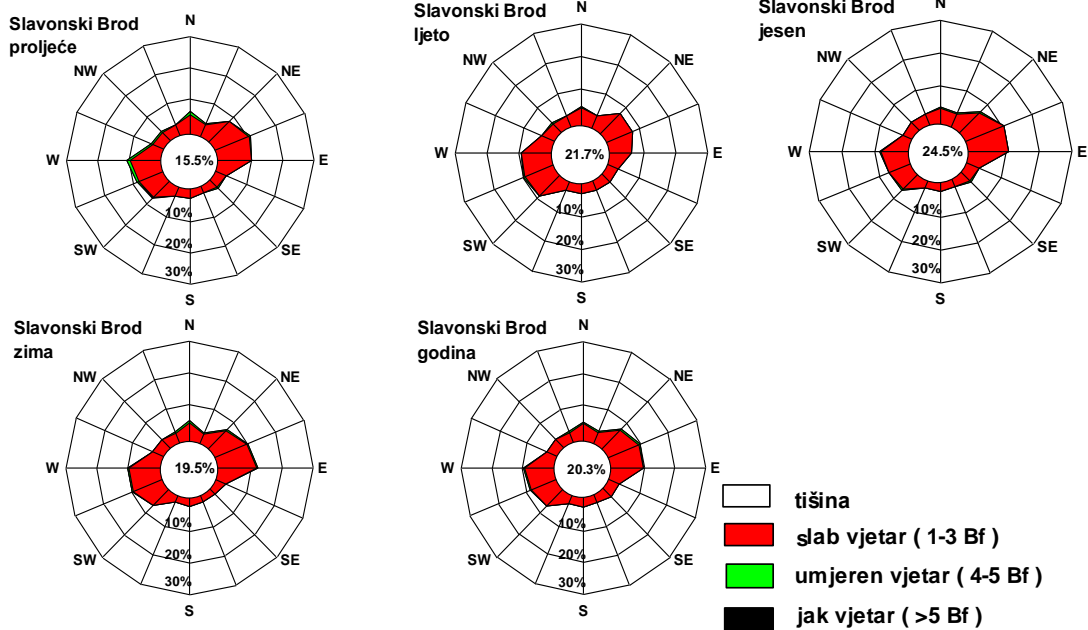 Slavonski Brod
proljeće
N
NE
E
SE
S
SW
W
NW
15.5%
10%
20%
30%
Slavonski Brod
ljeto
N
NE
E
SE
S
SW
W
NW
21.7%
10%
20%
30%
Slavonski Brod
jesen
N
NE
E
SE
S
SW
W
NW
24.5%
10%
20%
30%
Slavonski Brod
zima
N
NE
E
SE
S
SW
W
NW
19.5%
10%
20%
30%
Slavonski Brod
godina
N
NE
E
SE
S
SW
W
NW
20.3%
10%
20%
30%
tišina
slab vjetar ( 1-3 Bf )
umjeren vjetar ( 4-5 Bf )
jak vjetar ( >5 Bf )